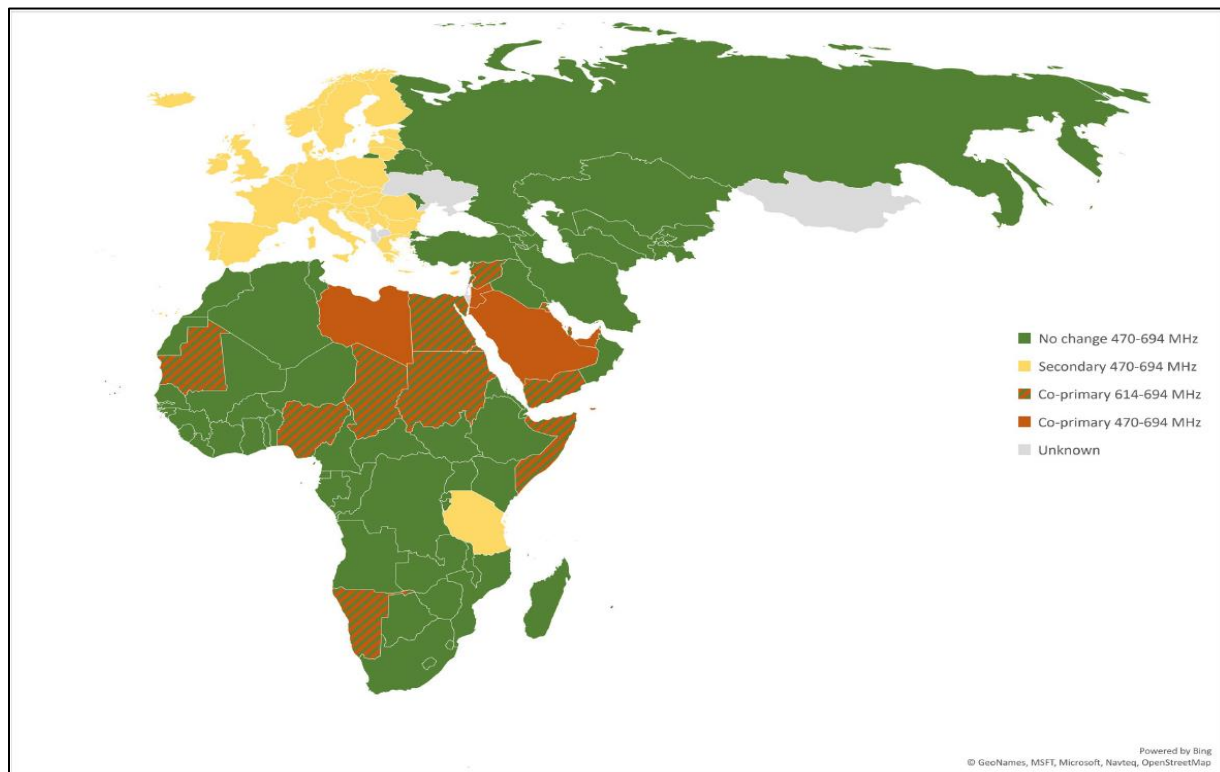 No change 470-694 MHz
Secondary 470-694 MHz
Co-primary 614-694 MHz
Co-primary 470-694 MHz
Unknown
Powered by Bing
© GeoNames, MSFT, Microsoft, Navteq, OpenStreetMap